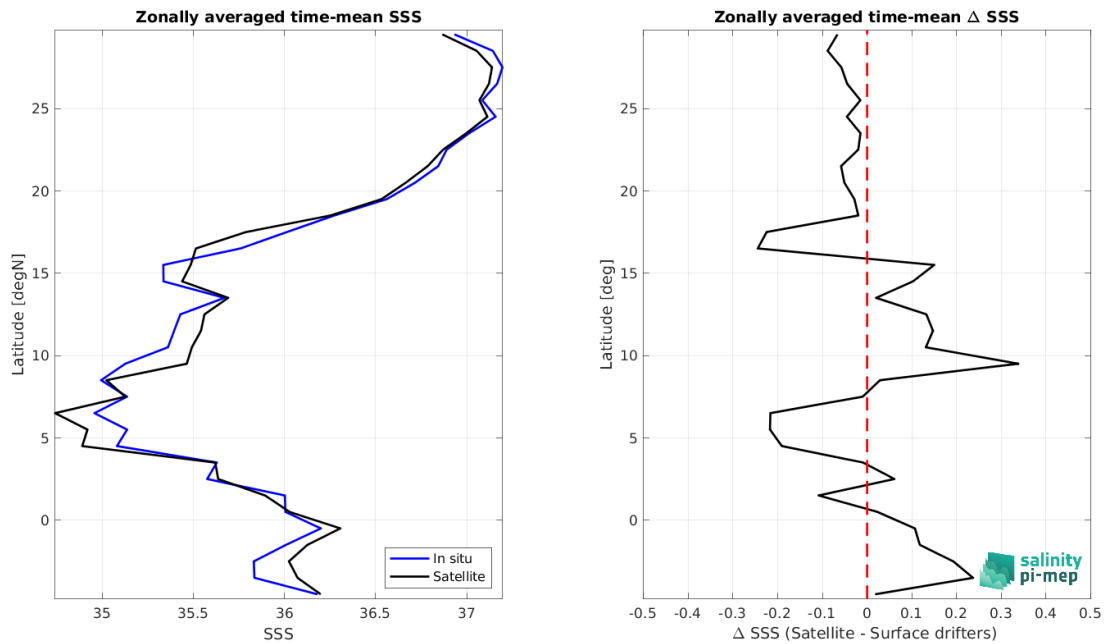 Zonally averaged time-mean SSS
Latitude [degN]
25
20
15
10
5
0
35
35.5
36
36.5
37
SSS
In situ
Satellite
Zonally averaged time-mean Δ SSS
Latitude [deg]
25
20
15
10
5
0
-0.5
-0.4
-0.3
-0.2
-0.1
0
0.1
0.2
0.3
0.4
0.5
Δ SSS (Satellite - Surface drifters)
salinity
pi-mep